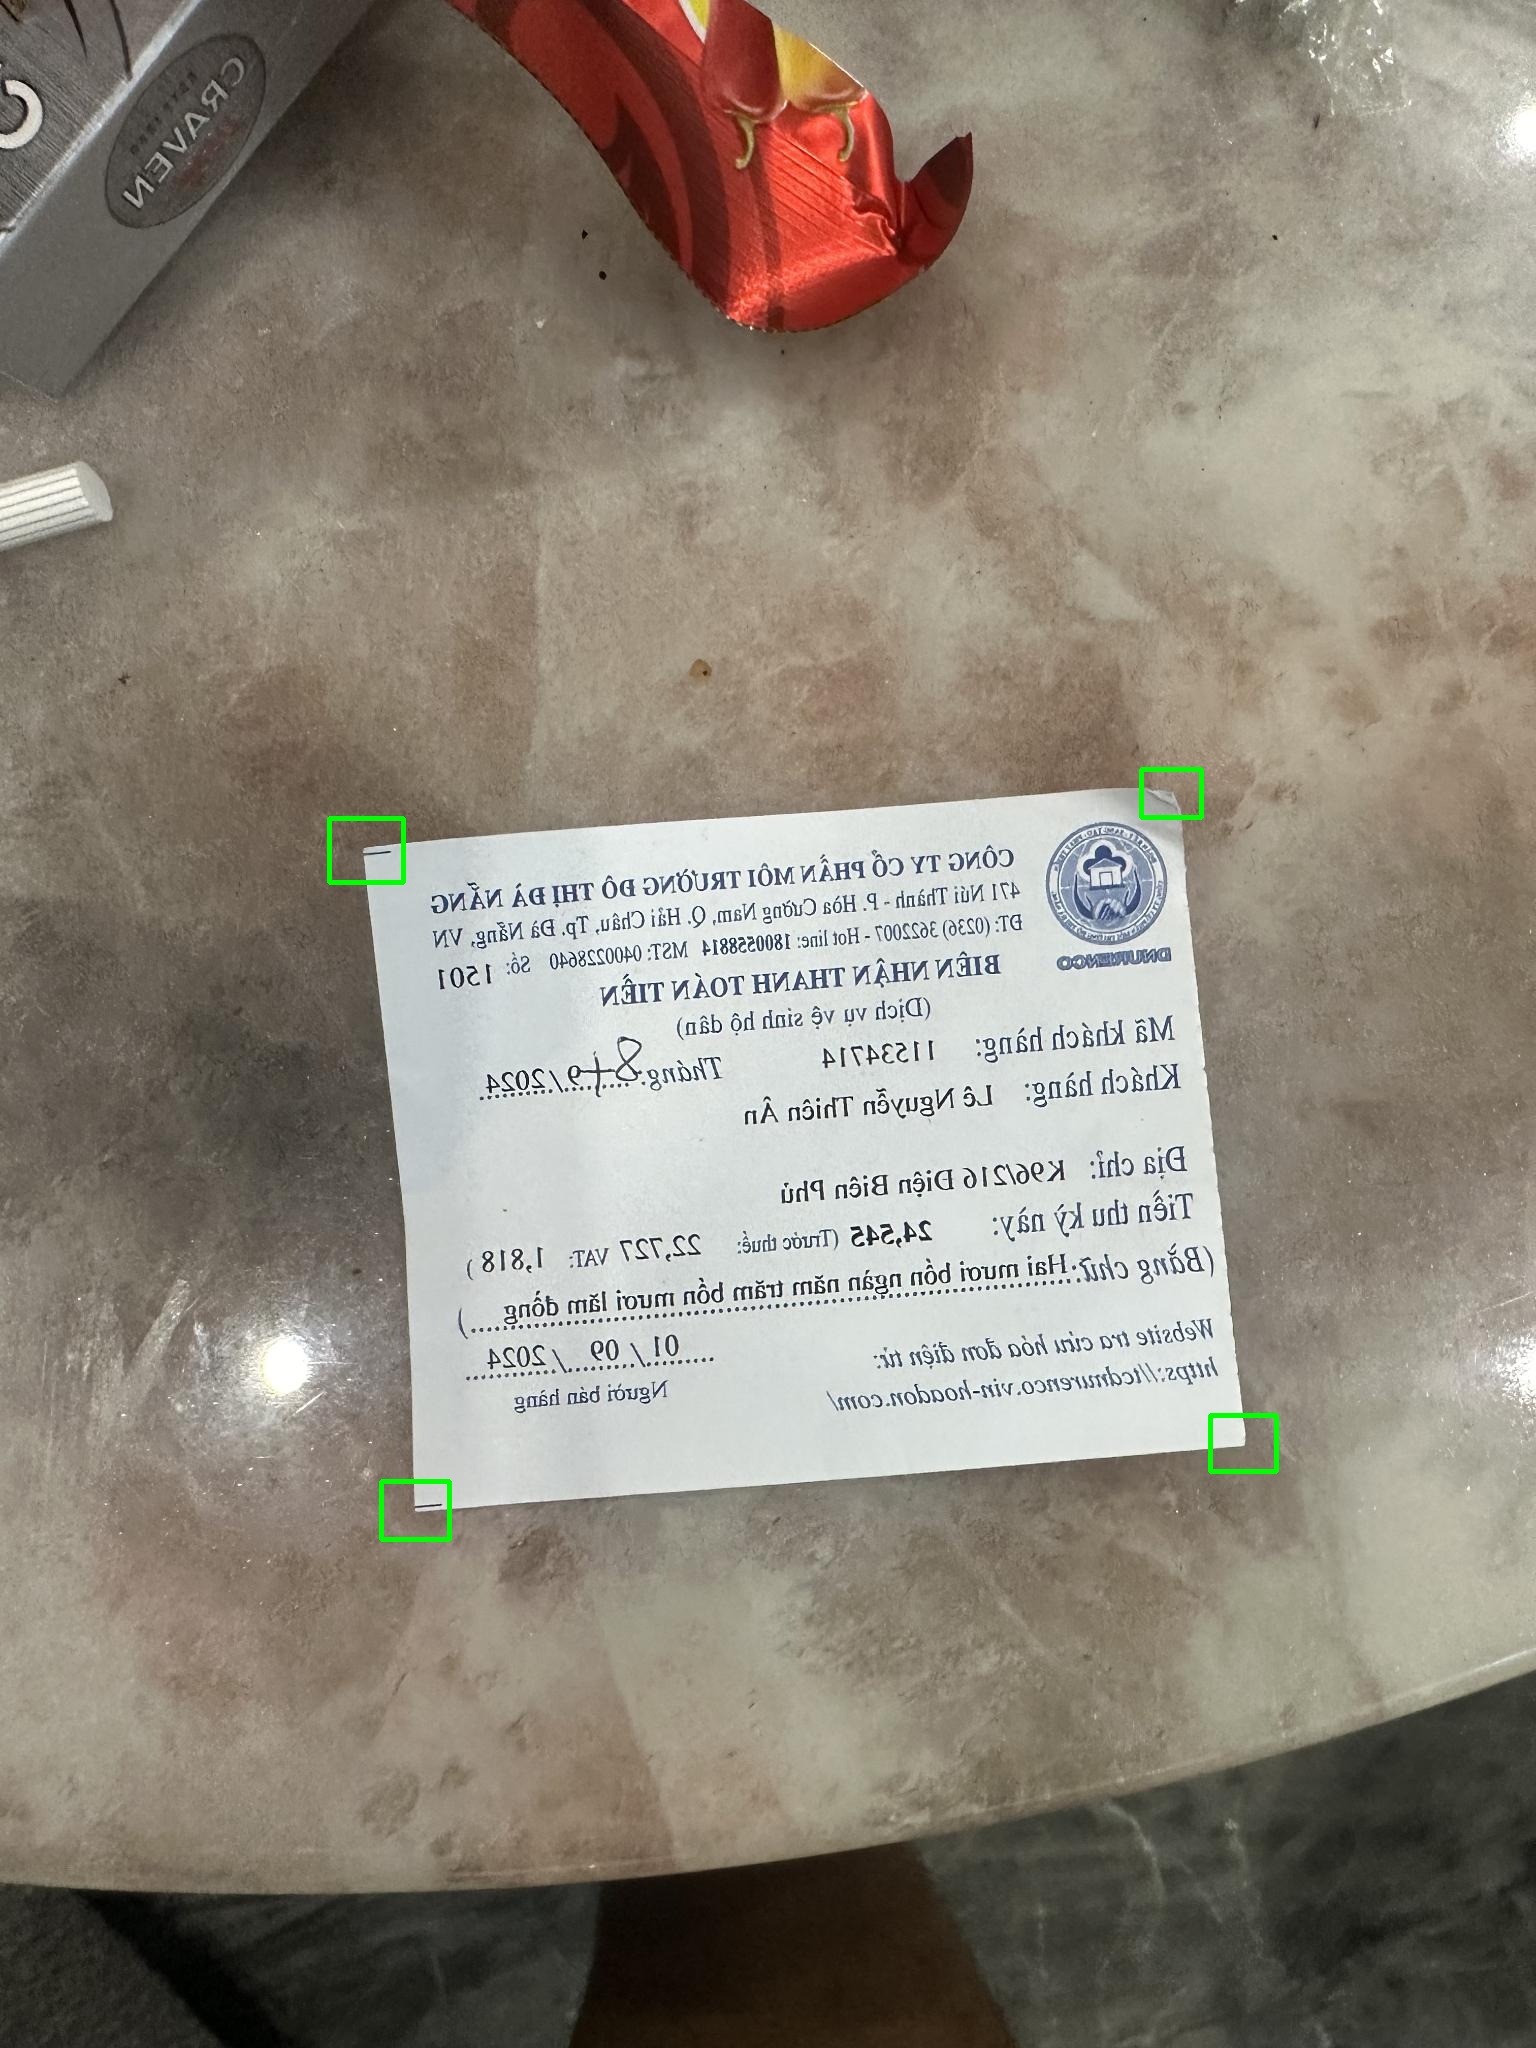 CRAVEN
CÔNG TY CỔ PHẦN MÔI TRƯỜNG ĐÔ THỊ ĐÀ NẴNG
471 Núi Thành - P. Hòa Cường Nam, Q. Hải Châu, Tp. Đà Nẵng, VN
ĐT: (0236) 3622007 - Hot line: 1800558814 MST: 0400228640 Số: 1501
DNURENCO
BIÊN NHẬN THANH TOÁN TIỀN
(Dịch vụ vệ sinh hộ dân)
Mã khách hàng: 11534714 Tháng 8+9/2024
Khách hàng: Lê Nguyễn Thiên Ân
Địa chỉ: K96/216 Điện Biên Phủ
Tiền thu kỳ này: 24,545 (Trước thuế: 22,727 VAT: 1,818)
(Bằng chữ: Hai mươi bốn ngàn năm trăm bốn mươi lăm đồng.....)
Website tra cứu hóa đơn điện tử:
https://tcdnurenco.vin-hoadon.com/
.....01 / 09 / 2024
Người bán hàng